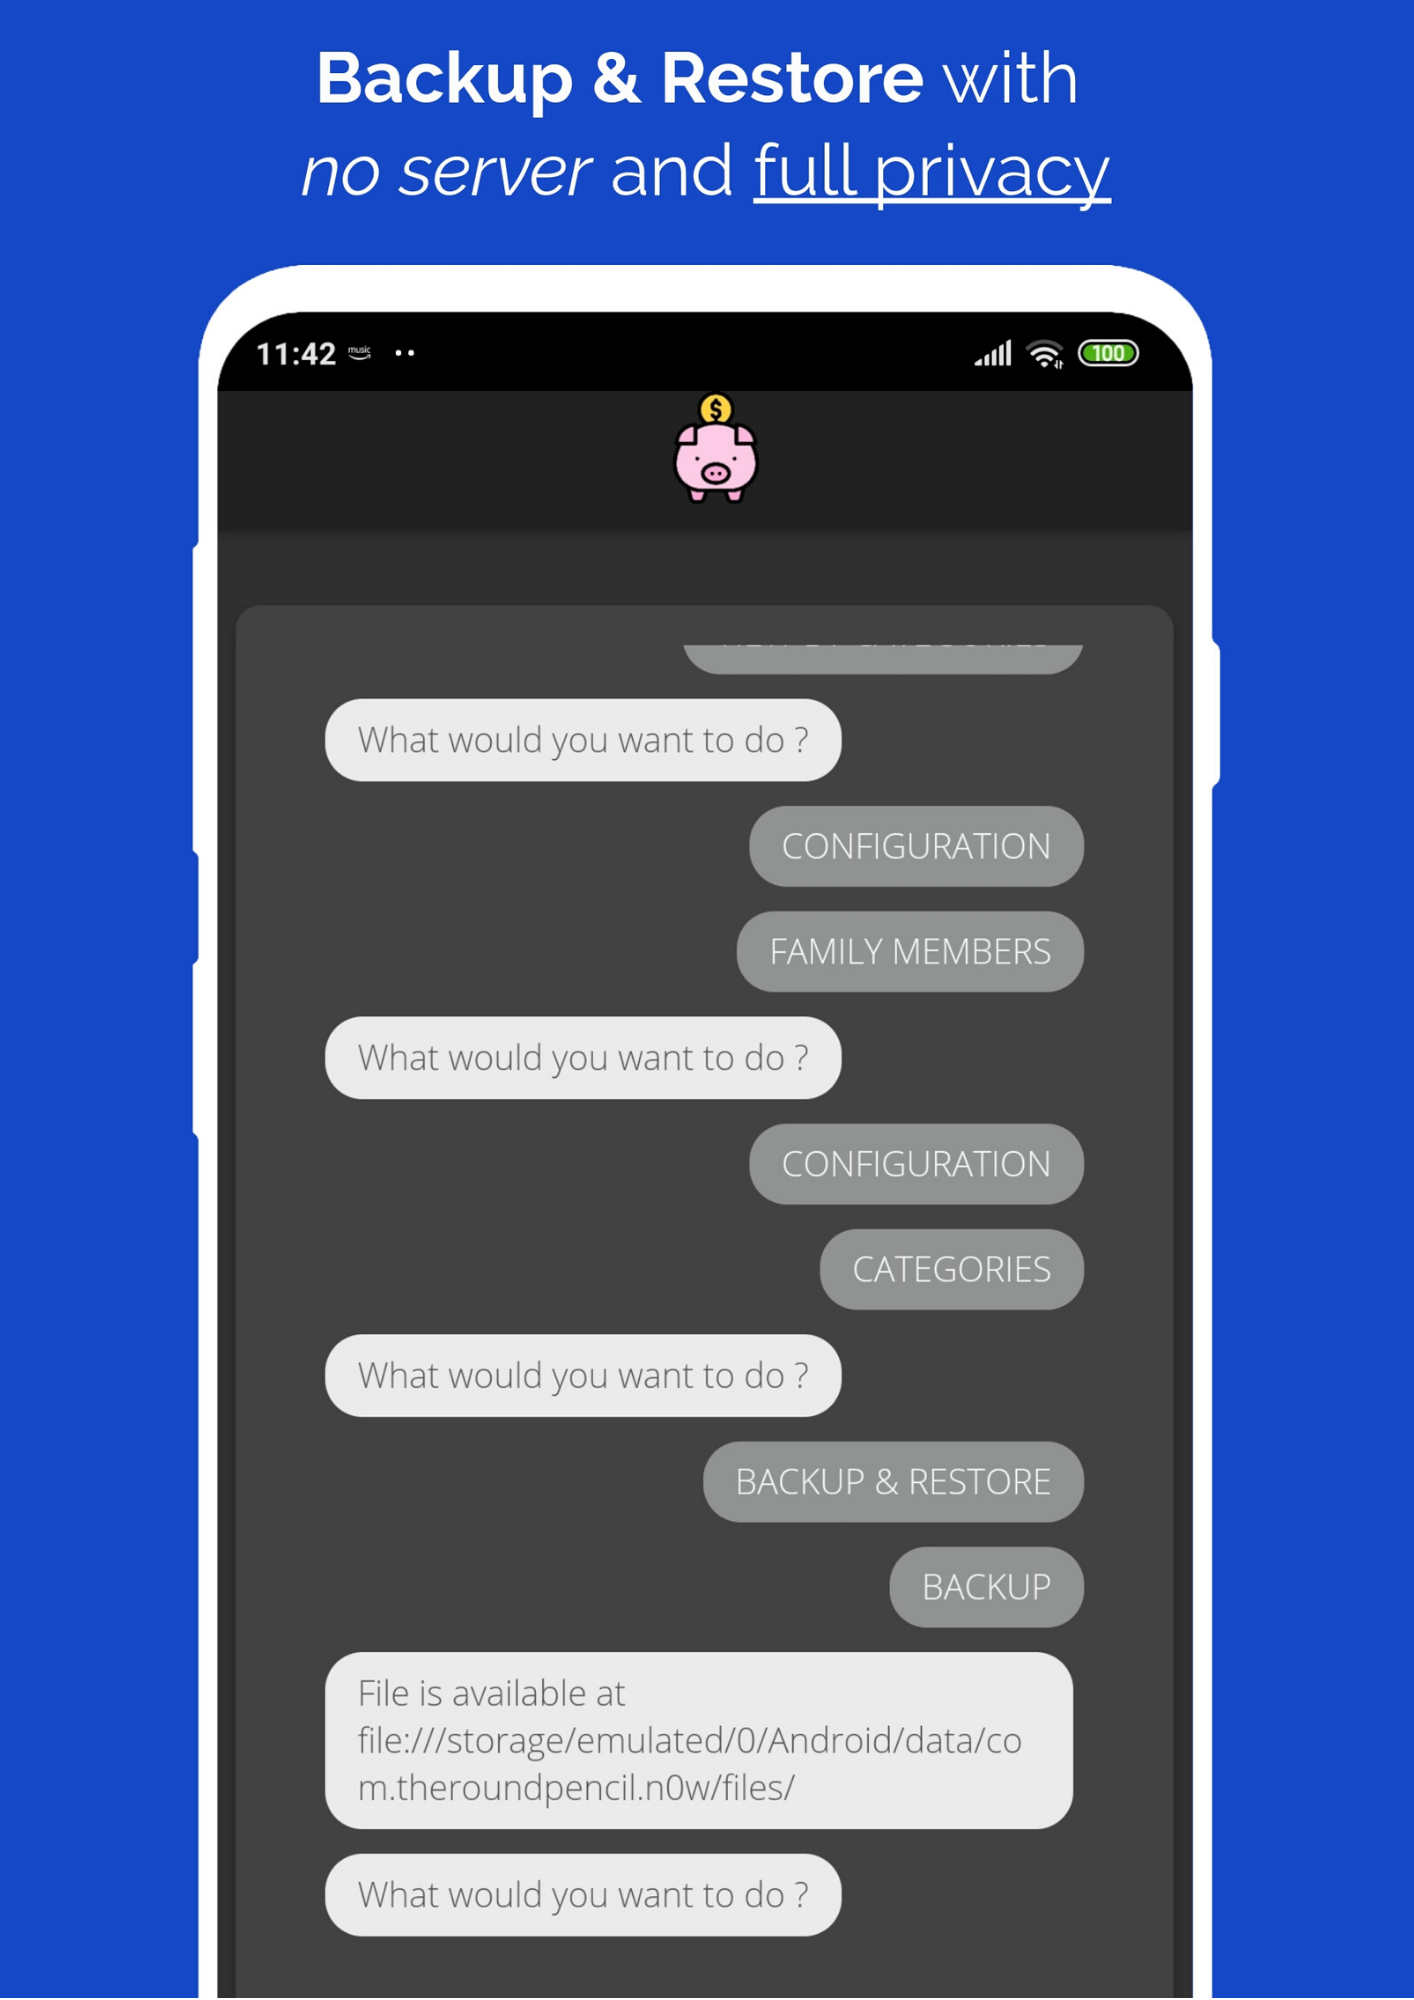 Backup & Restore with
no server and full privacy
11:42 music
100
$
What would you want to do ?
CONFIGURATION
FAMILY MEMBERS
What would you want to do ?
CONFIGURATION
CATEGORIES
What would you want to do ?
BACKUP & RESTORE
BACKUP
File is available at
file:///storage/emulated/0/Android/data/co
m.theroundpencil.n0w/files/
What would you want to do ?